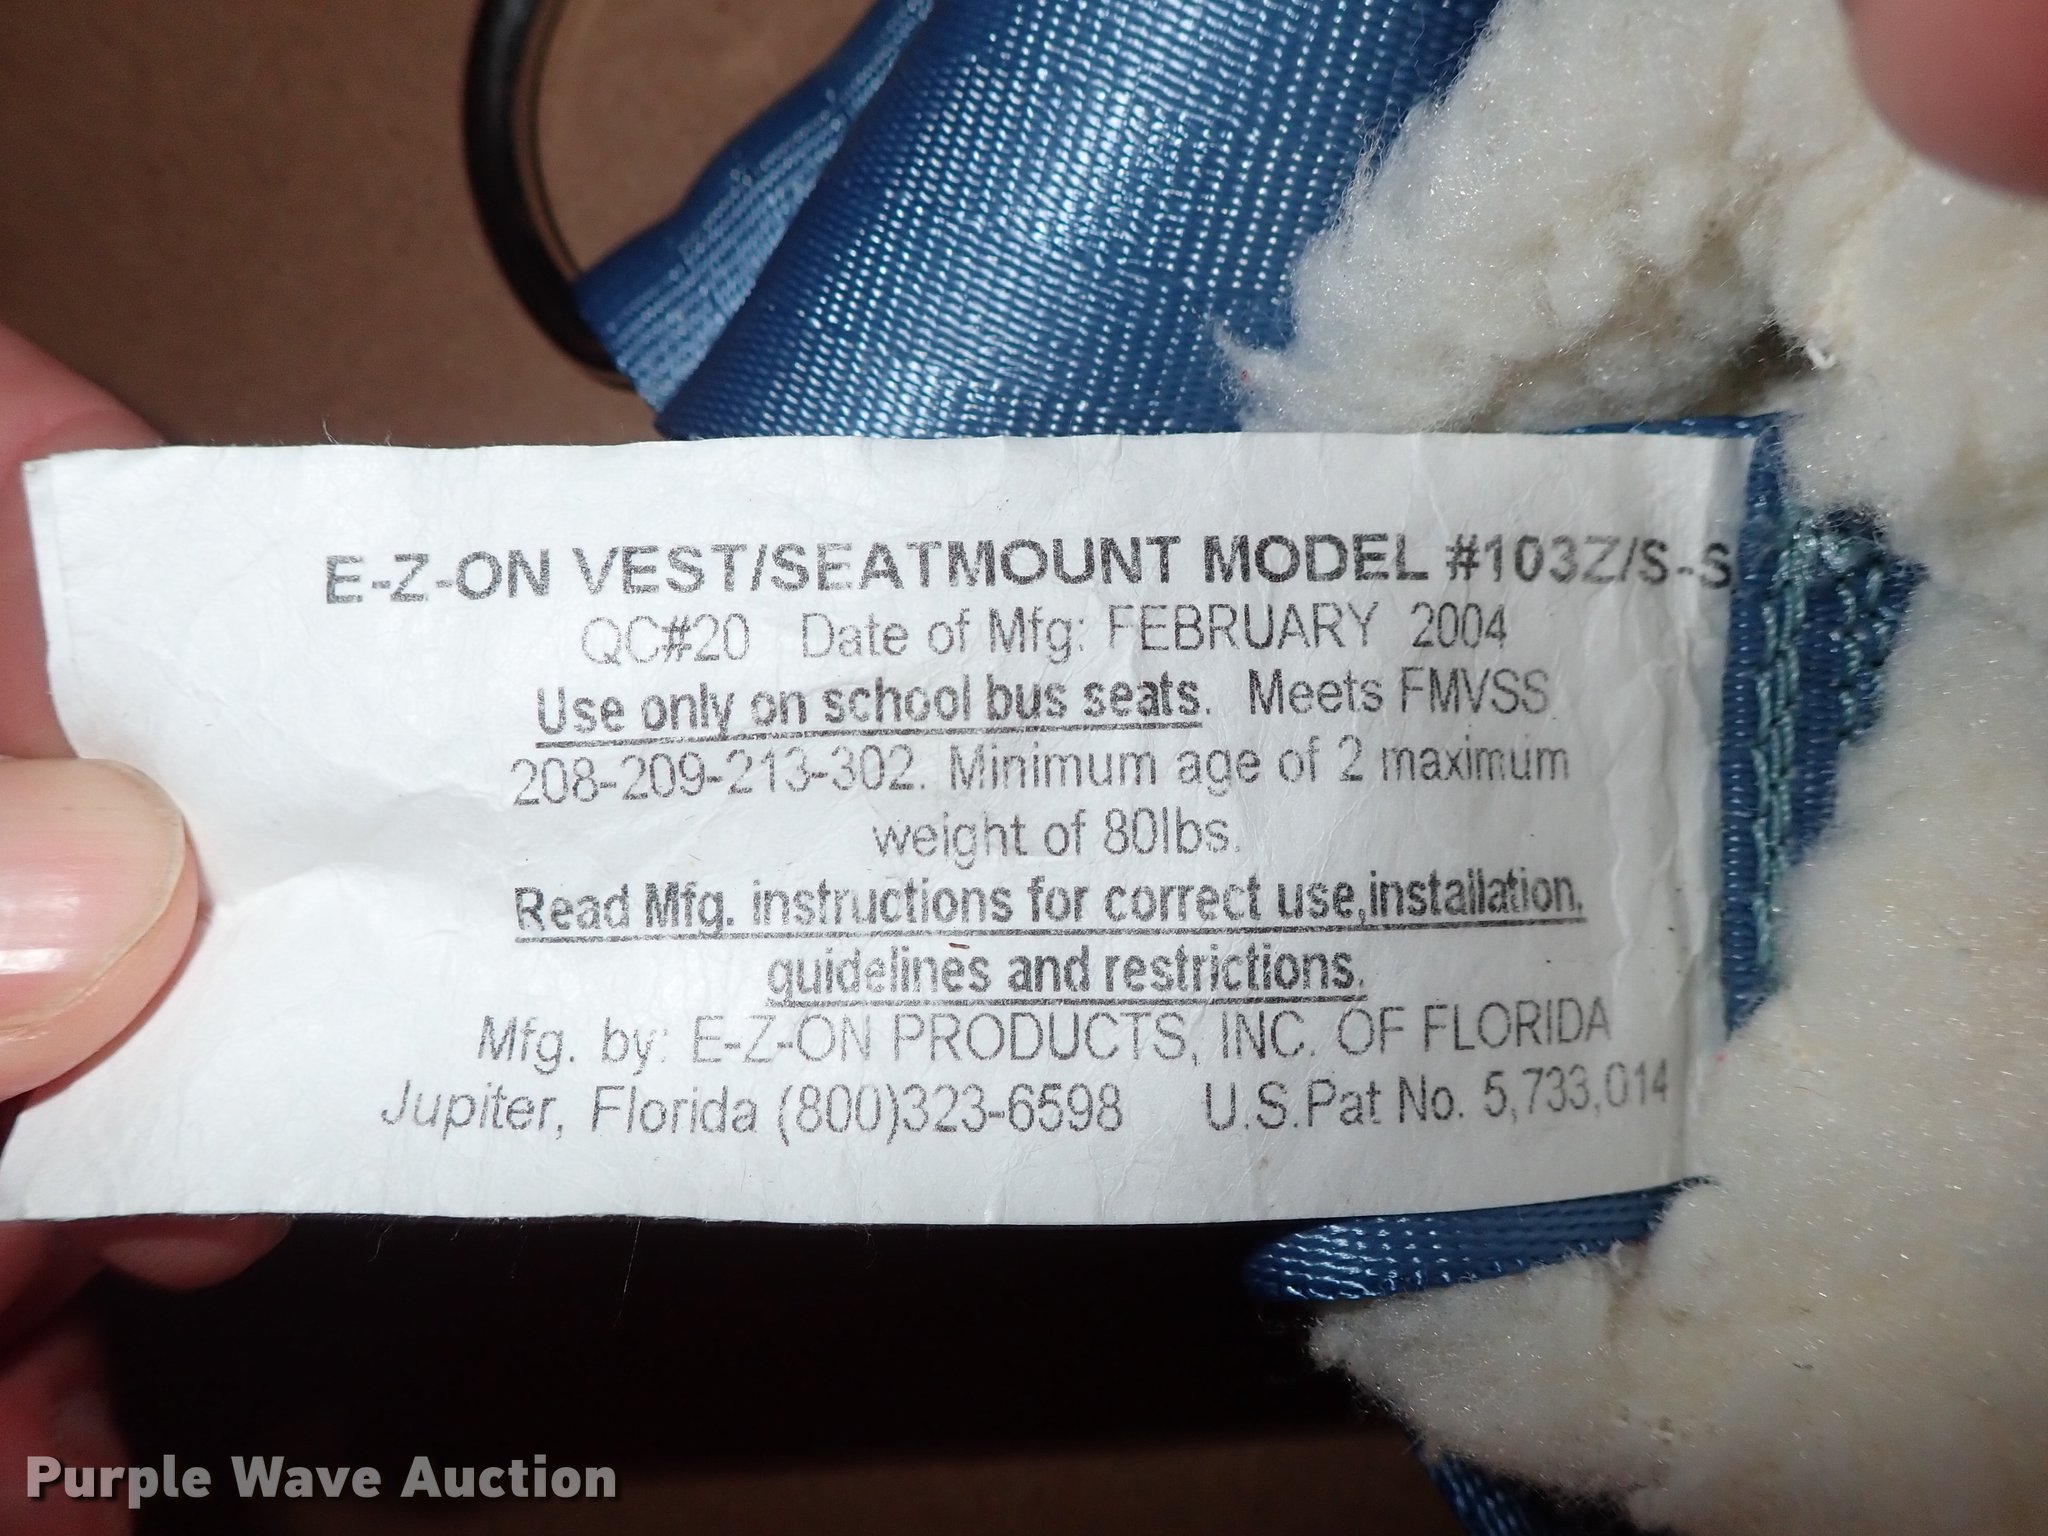 E-Z-ON VEST/SEATMOUNT MODEL #103Z/S-S
QC#20 Date of Mfg: FEBRUARY 2004
Use only on school bus seats. Meets FMVSS
208-209-213-302. Minimum age of 2 maximum
weight of 80lbs.
Read Mfg. instructions for correct use,installation,
guidelines and restrictions.
Mfg. by: E-Z-ON PRODUCTS, INC. OF FLORIDA
Jupiter, Florida (800)323-6598 U.S.Pat No. 5,733,014
Purple Wave Auction